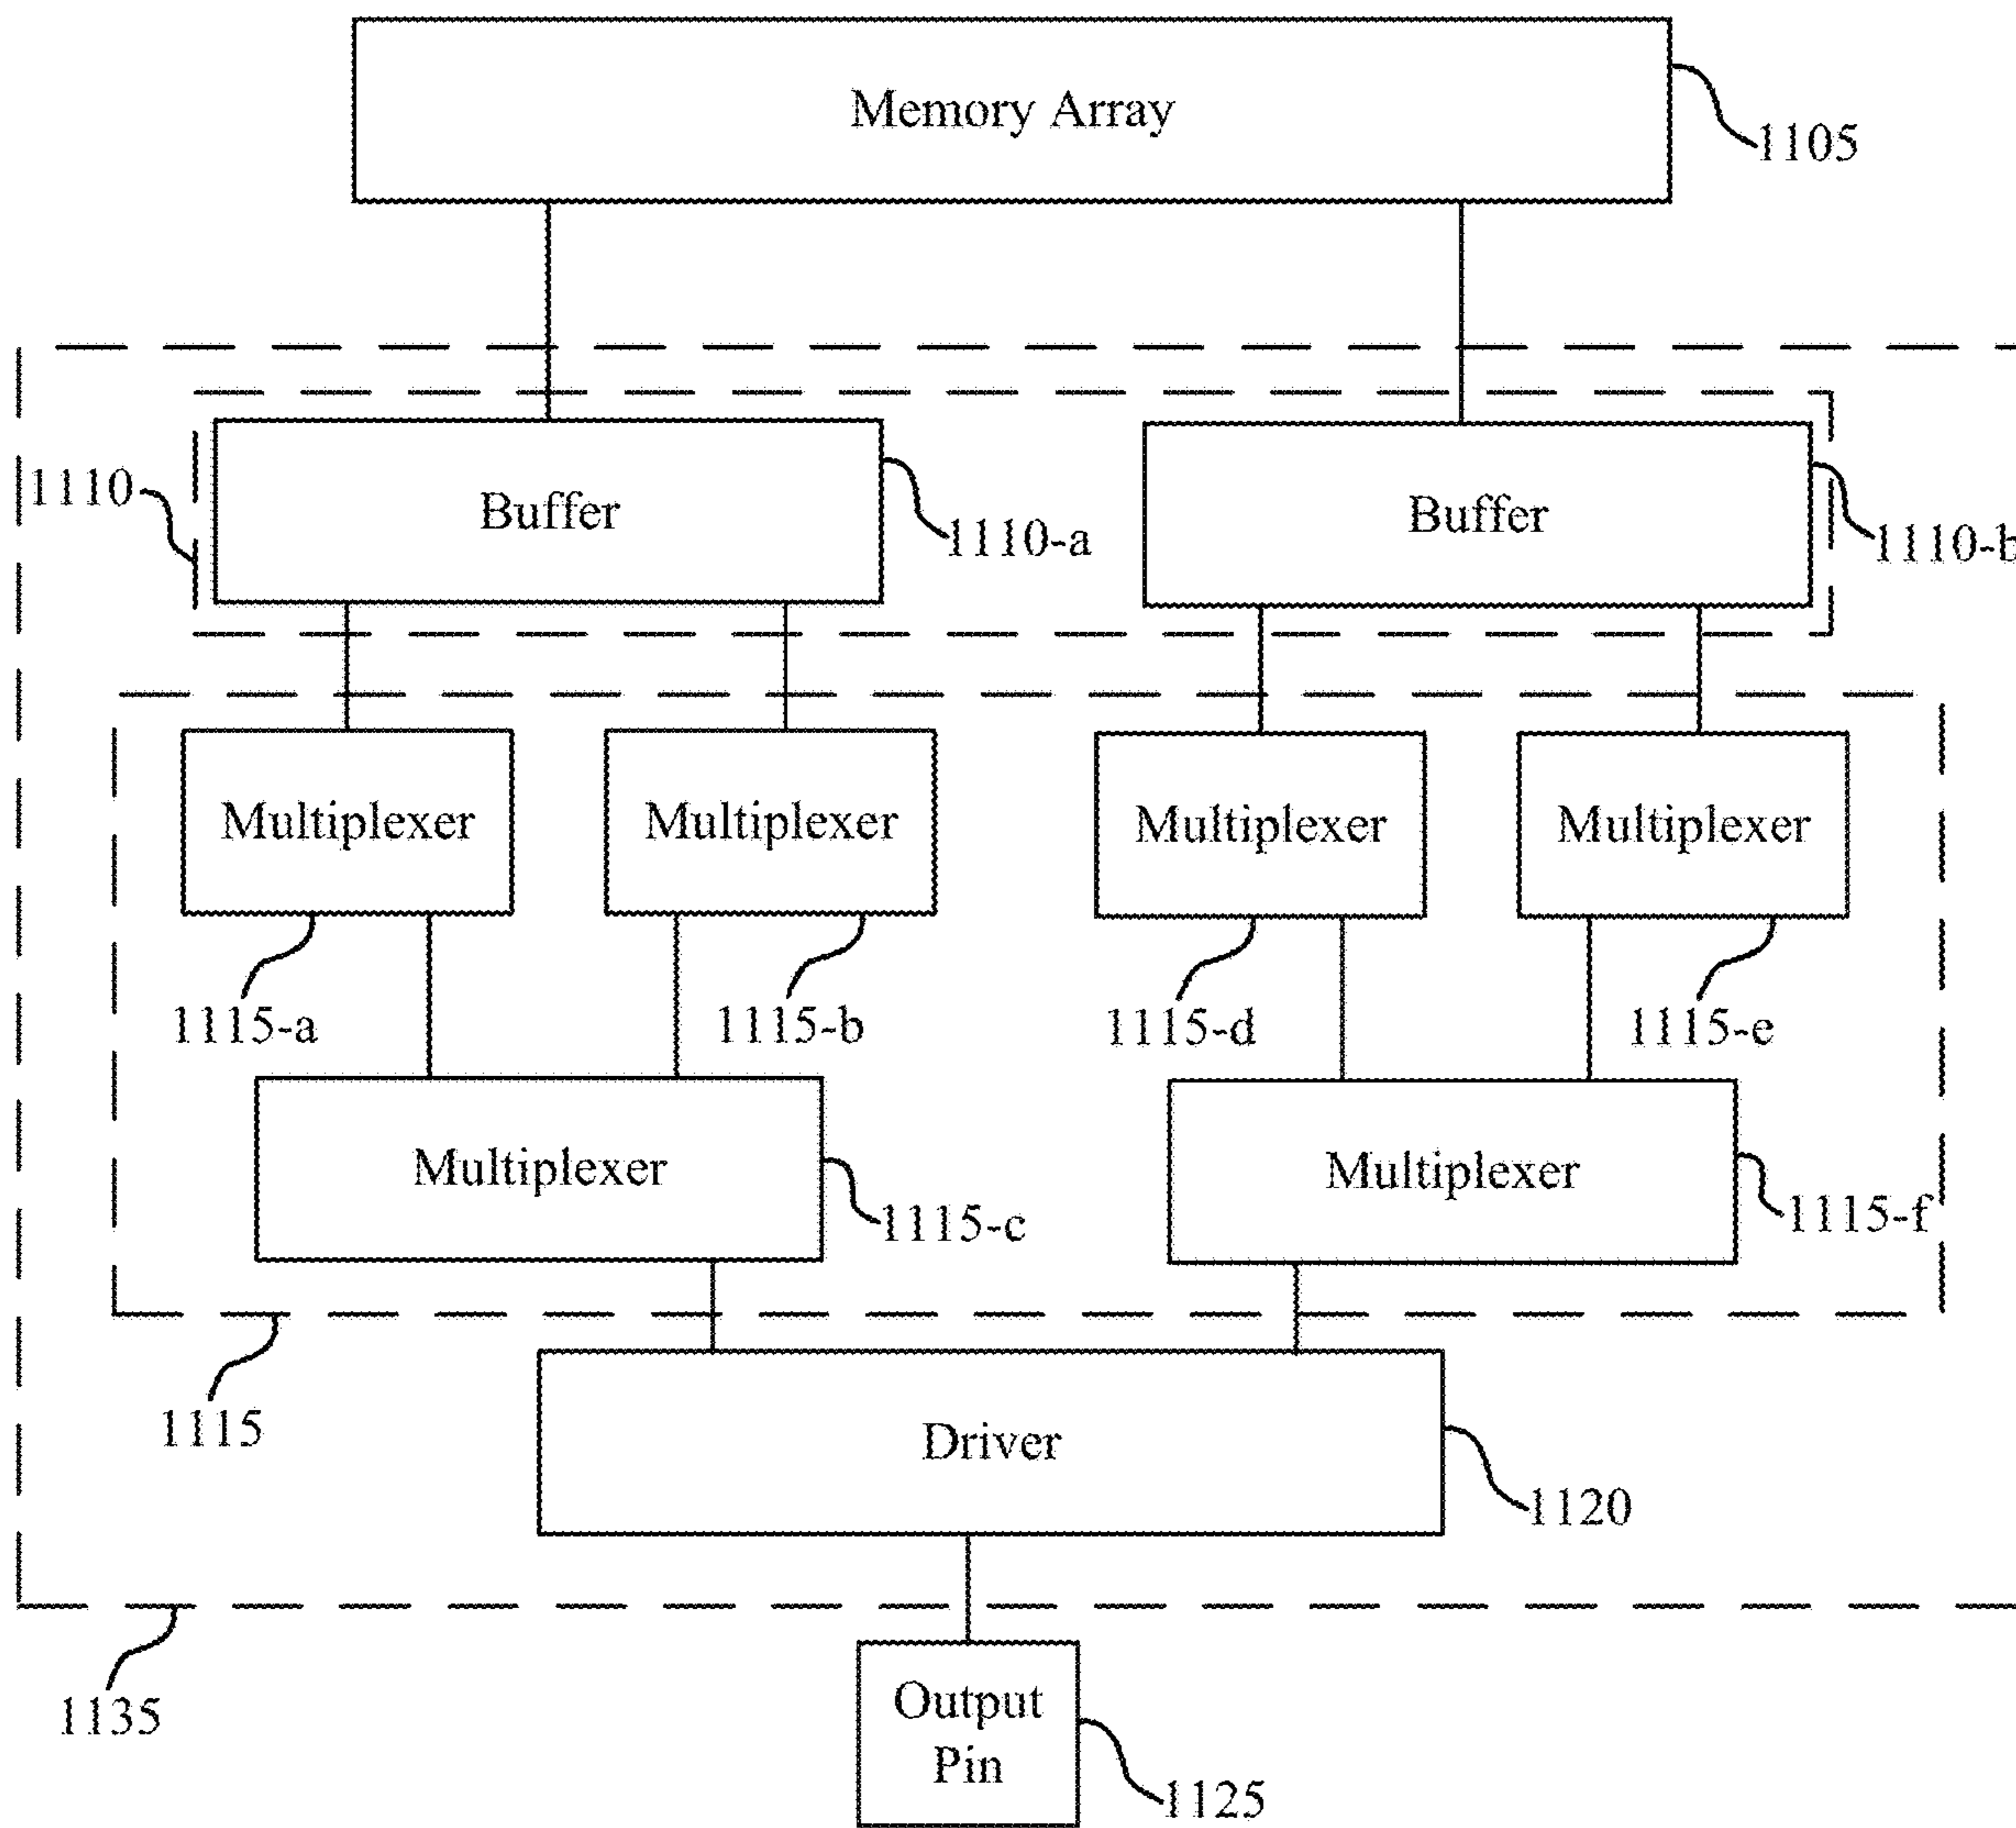 Memory Array
1105
1110
Buffer
1110-a
Buffer
1110-b
Multiplexer
Multiplexer
Multiplexer
Multiplexer
1115-a
1115-b
1115-d
1115-e
Multiplexer
1115-c
Multiplexer
1115-f
1115
Driver
1120
1135
Output
Pin
1125